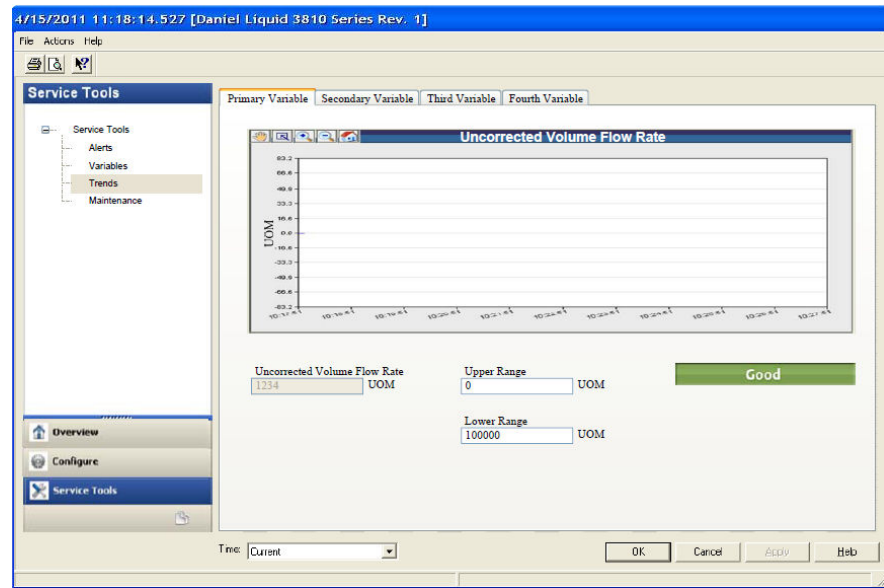 4/15/2011 11:18:14.527 [Daniel Liquid 3810 Series Rev. 1]
File Actions Help
Service Tools
Service Tools
Alerts
Variables
Trends
Maintenance
Overview
Configure
Service Tools
Primary Variable Secondary Variable Third Variable Fourth Variable
Uncorrected Volume Flow Rate
UOM
83.2
66.6
49.9
33.3
16.6
0.0
-16.6
-33.3
-49.9
-66.6
-83.2
Uncorrected Volume Flow Rate
1234 UOM
Upper Range
0 UOM
Good
Lower Range
100000 UOM
Time: Current
OK Cancel Apply Help